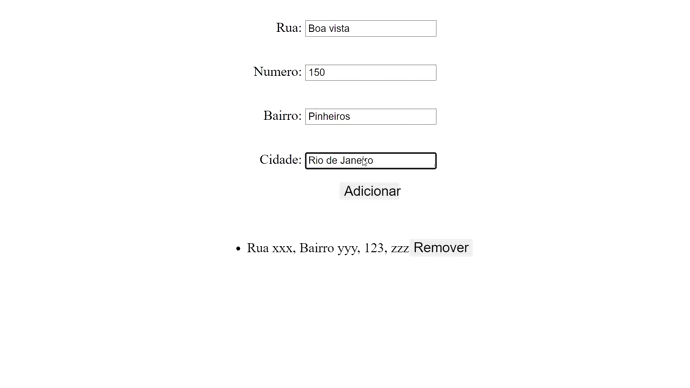 Rua: Boa vista
Numero: 150
Bairro: Pinheiros
Cidade: Rio de Janeiro
Adicionar
• Rua xxx, Bairro yyy, 123, zzz Remover